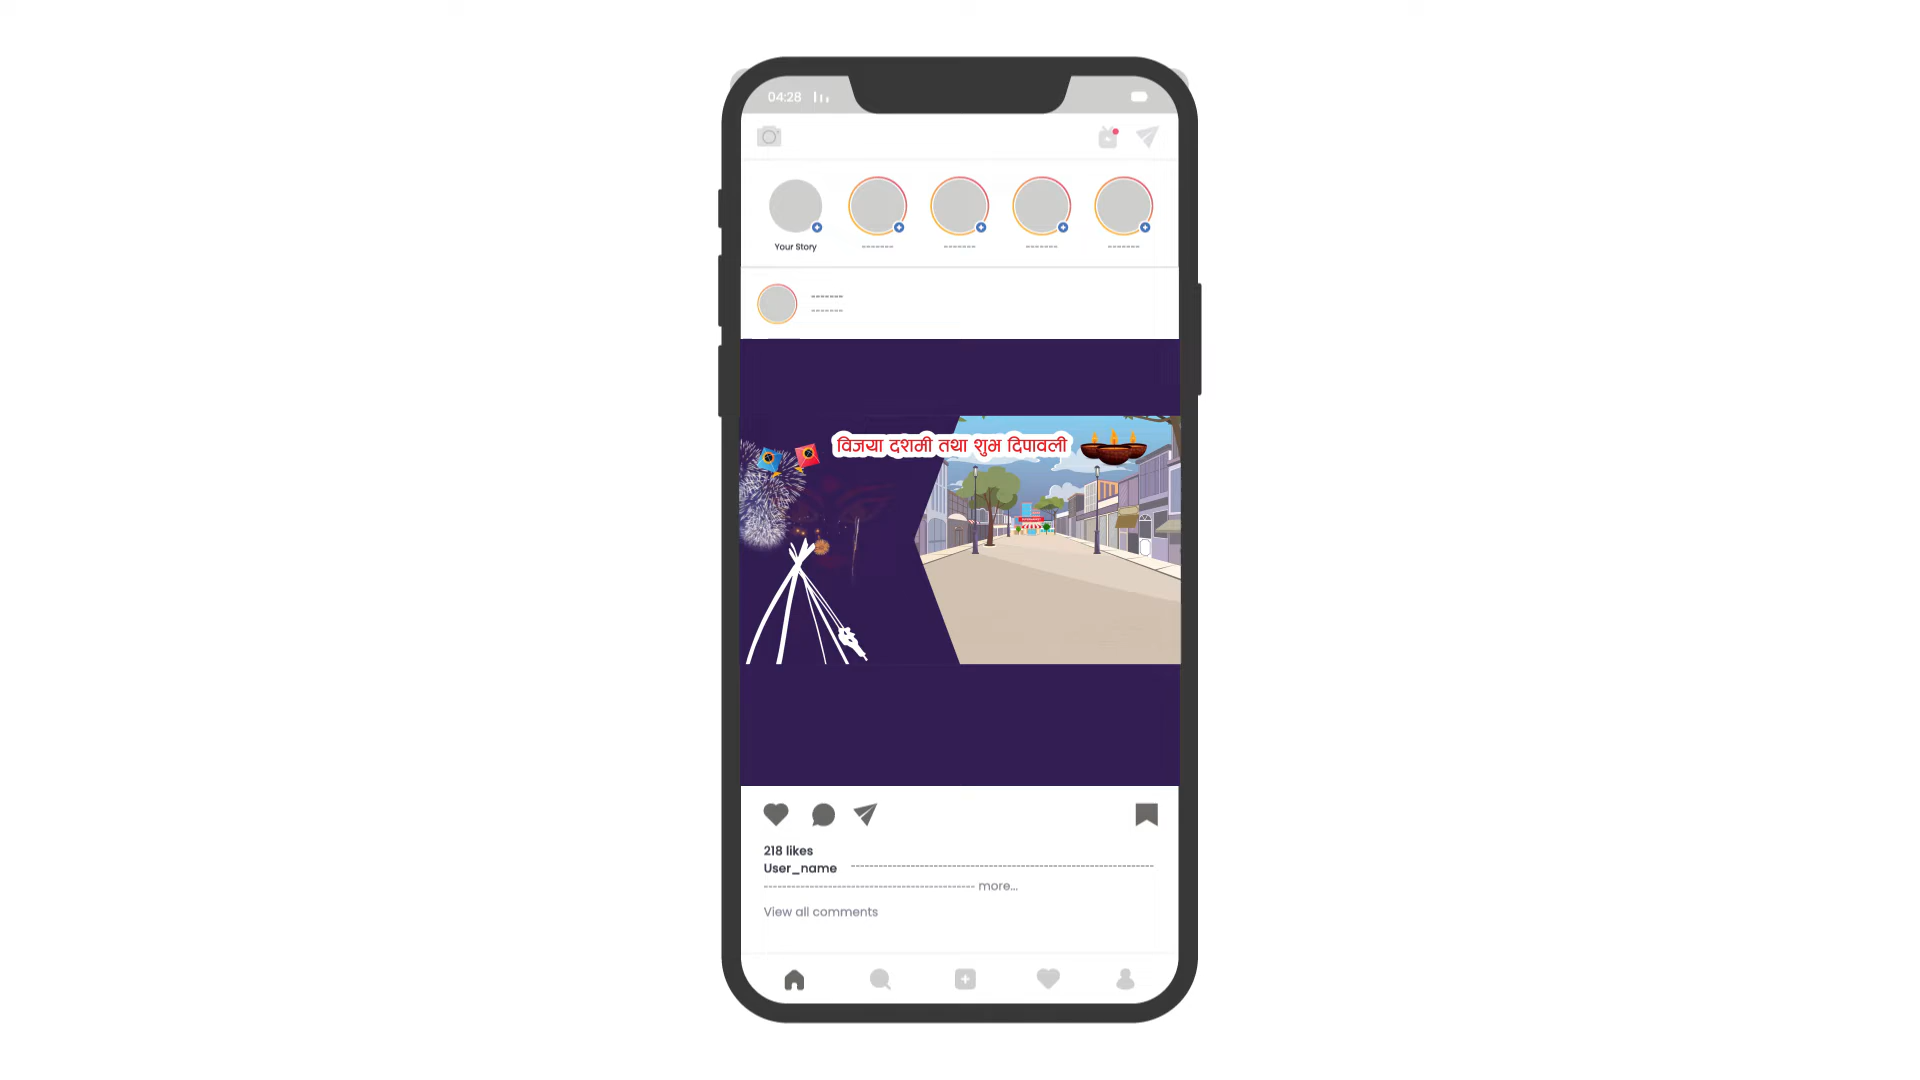 04:28
Your Story
विजया दशमी तथा शुभ दिपावली
218 likes
User_name
more...
View all comments